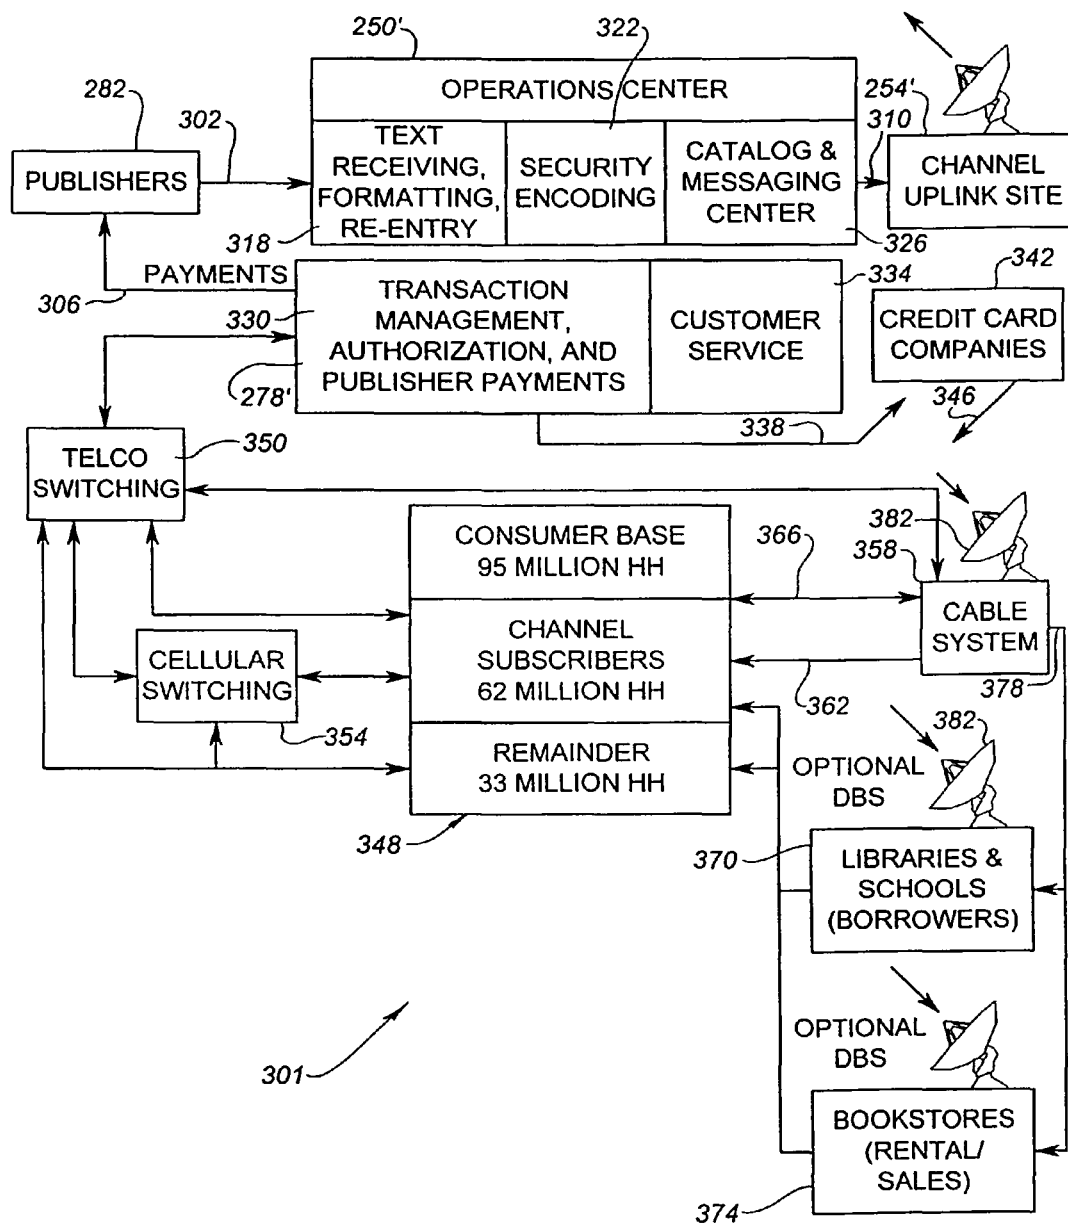 250'
322
OPERATIONS CENTER
282
302
PUBLISHERS
TEXT
RECEIVING,
FORMATTING,
RE-ENTRY
318
SECURITY
ENCODING
CATALOG &
MESSAGING
CENTER
326
254'
310
CHANNEL
UPLINK SITE
PAYMENTS
306
330
TRANSACTION
MANAGEMENT,
AUTHORIZATION, AND
PUBLISHER PAYMENTS
278'
334
CUSTOMER
SERVICE
342
CREDIT CARD
COMPANIES
346
338
TELCO
SWITCHING
350
CONSUMER BASE
95 MILLION HH
366
382
358
CABLE
SYSTEM
378
CHANNEL
SUBSCRIBERS
62 MILLION HH
362
CELLULAR
SWITCHING
354
REMAINDER
33 MILLION HH
348
382
OPTIONAL
DBS
370
LIBRARIES &
SCHOOLS
(BORROWERS)
OPTIONAL
DBS
301
BOOKSTORES
(RENTAL/
SALES)
374